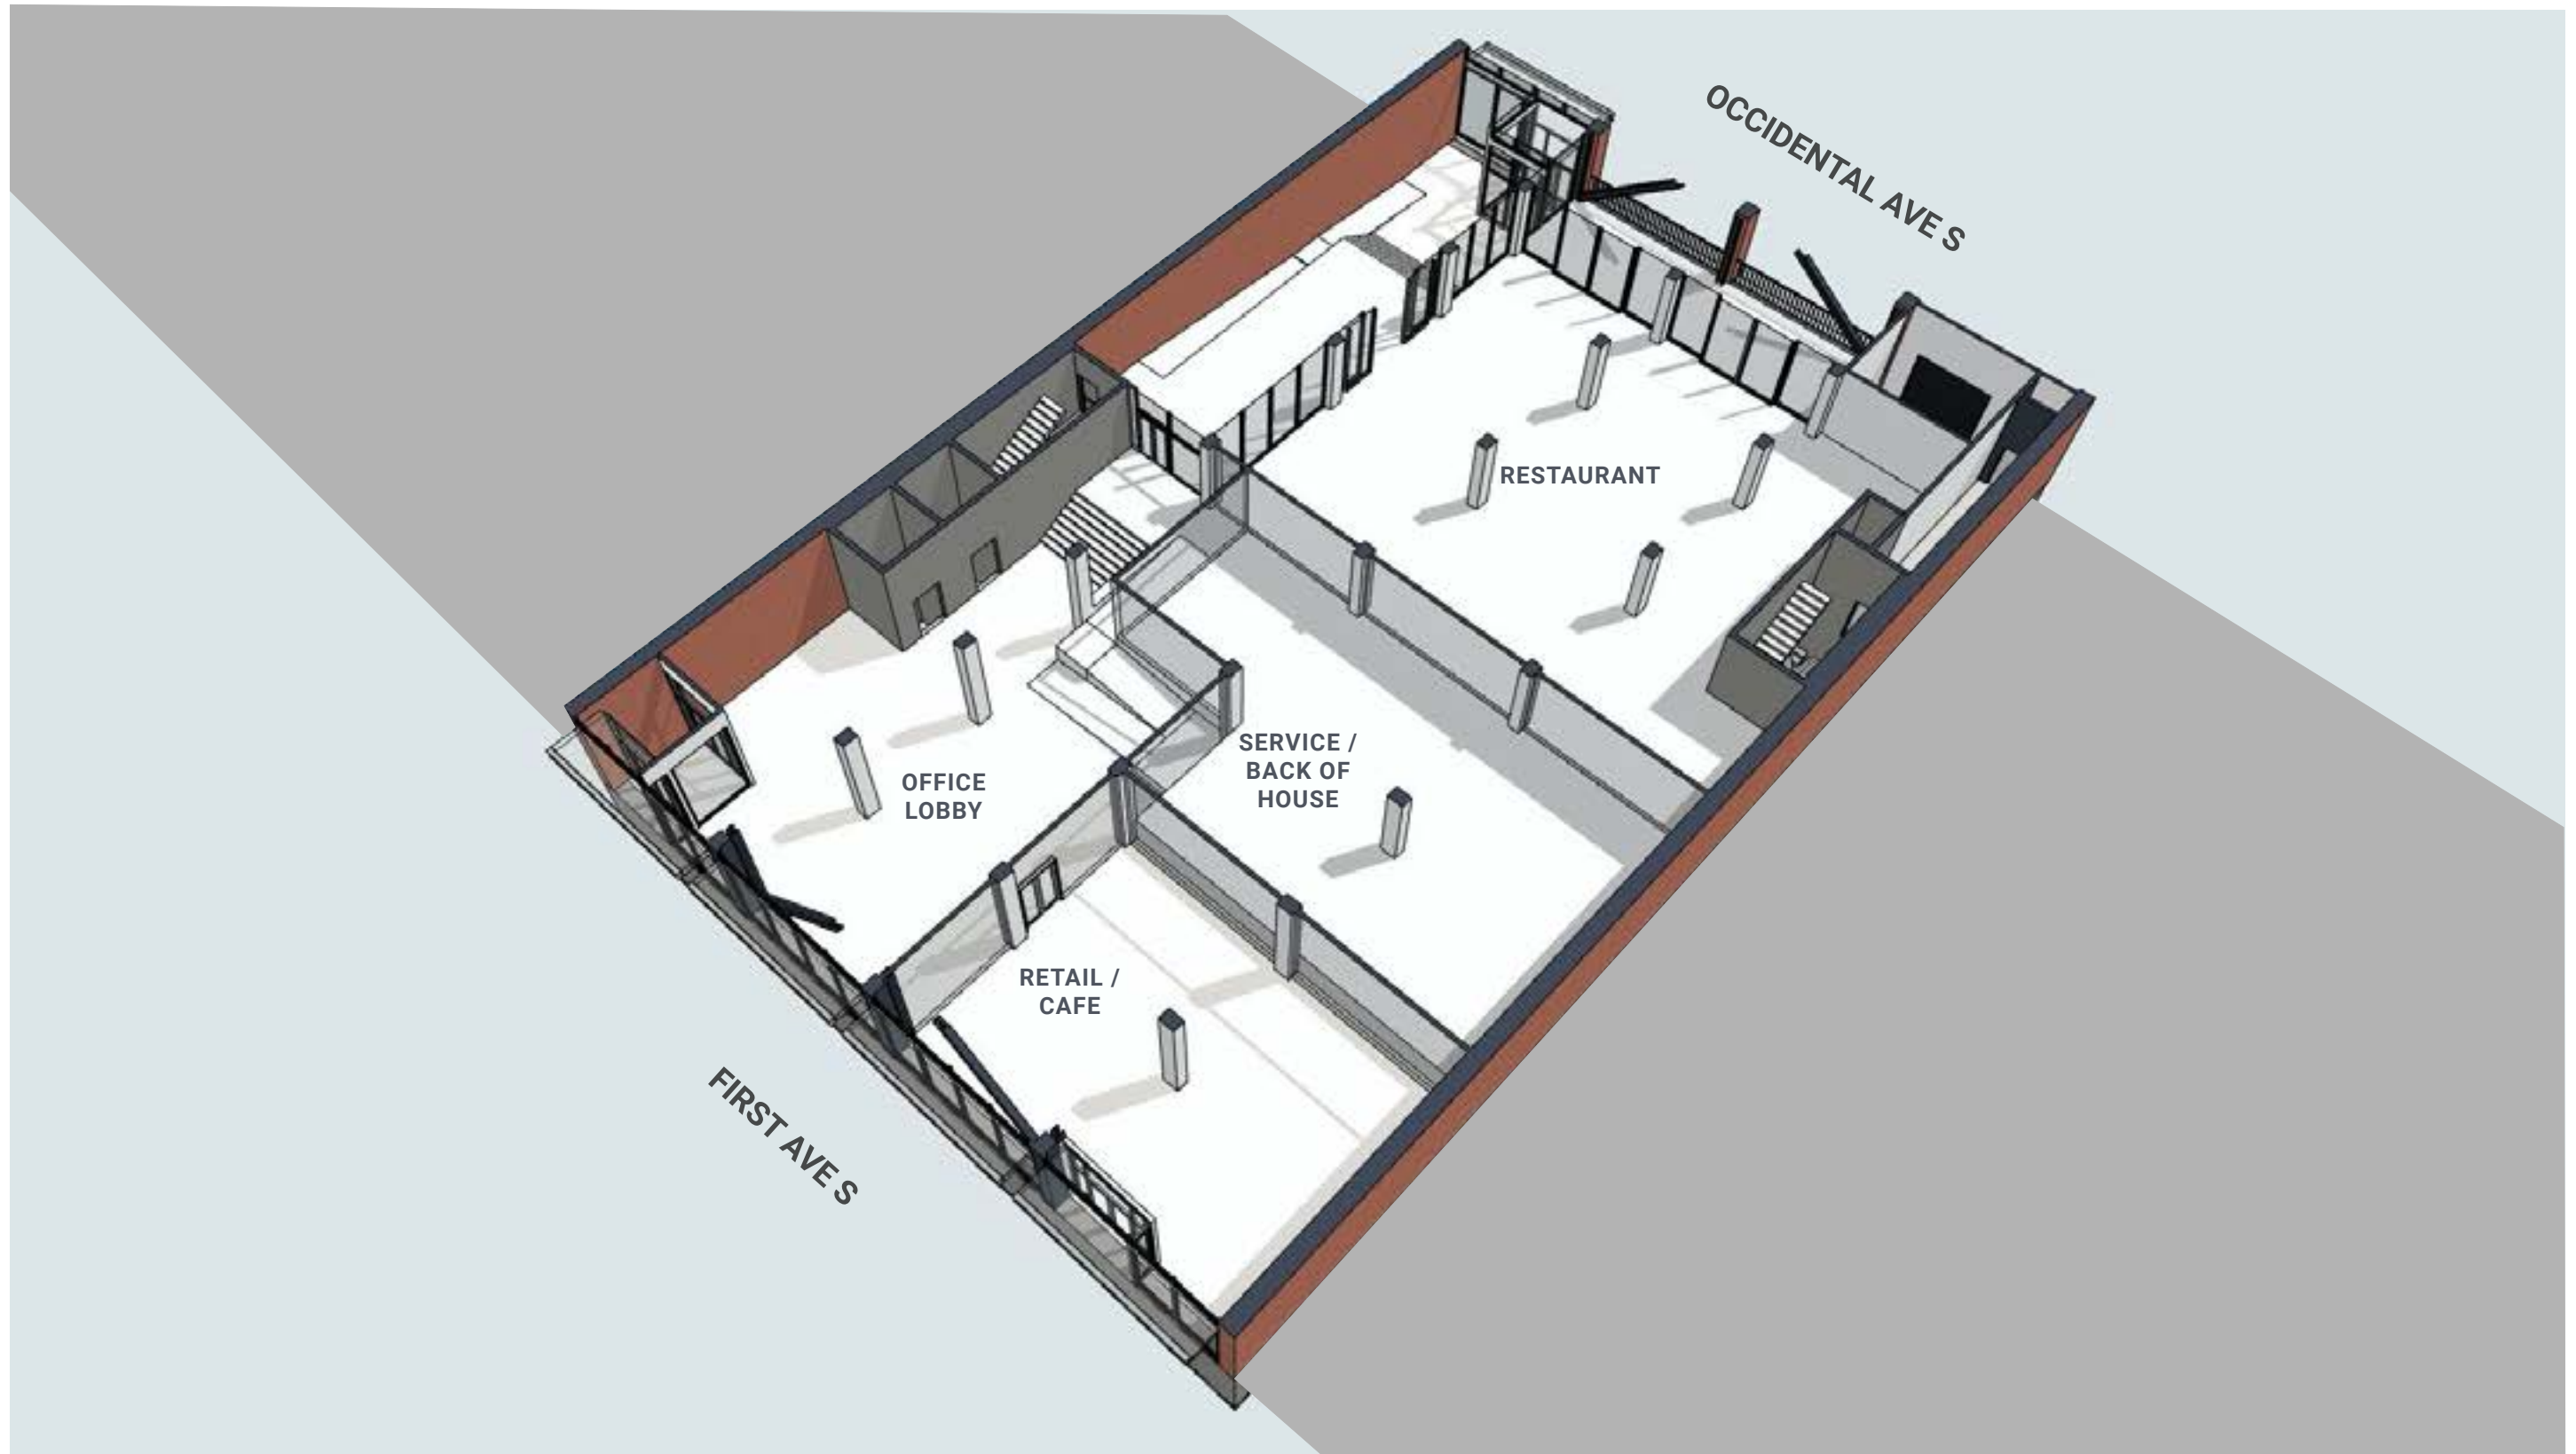 OCCIDENTAL AVE S
RESTAURANT
SERVICE /
BACK OF
HOUSE
OFFICE
LOBBY
RETAIL /
CAFE
FIRST AVE S